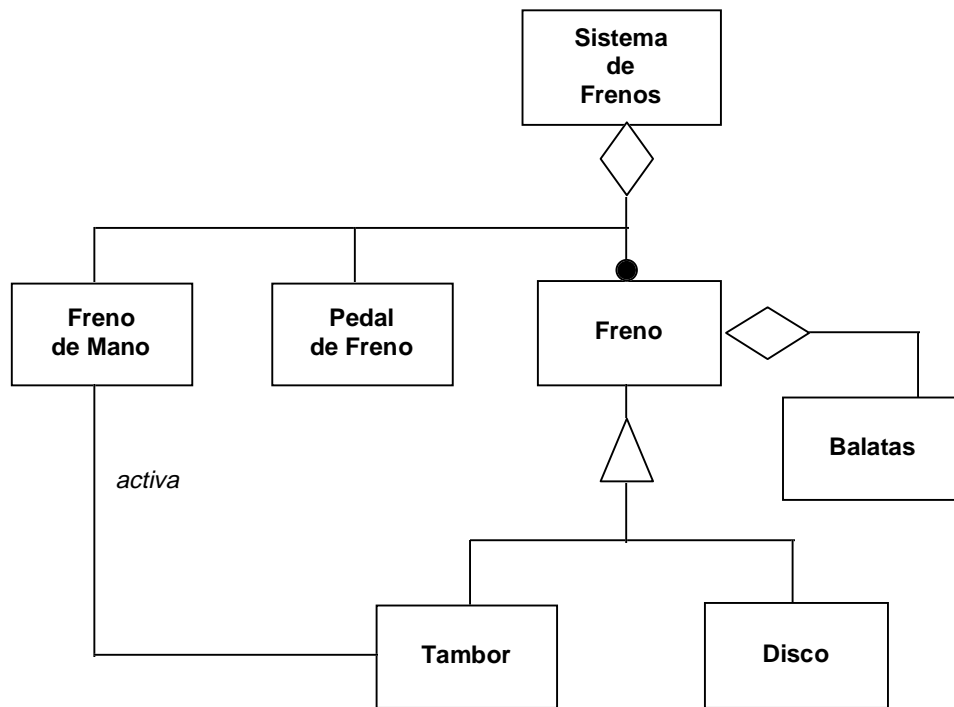 Sistema
de
Frenos
Freno
de Mano
Pedal
de Freno
Freno
Balatas
activa
Tambor
Disco